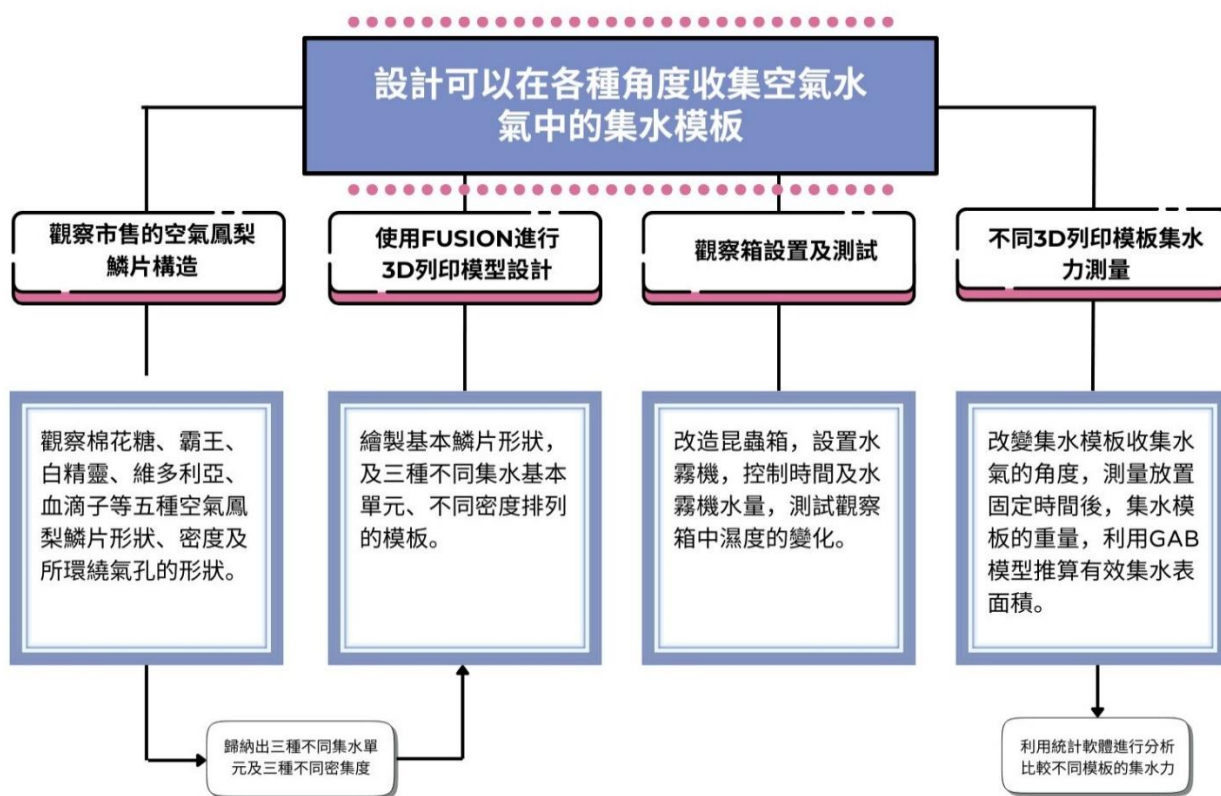 設計可以在各種角度收集空氣水
氣中的集水模板
觀察市售的空氣鳳梨
鱗片構造
使用FUSION進行
3D列印模型設計
觀察箱設置及測試
不同3D列印模板集水
力測量
觀察棉花糖、霸王、
白精靈、維多利亞、
血滴子等五種空氣鳳
梨鱗片形狀、密度及
所環繞氣孔的形狀。
繪製基本鱗片形狀，
及三種不同集水基本
單元、不同密度排列
的模板。
改造昆蟲箱，設置水
霧機，控制時間及水
霧機水量，測試觀察
箱中濕度的變化。
改變集水模板收集水
氣的角度，測量放置
固定時間後，集水模
板的重量，利用GAB
模型推算有效集水表
面積。
歸納出三種不同集水單
元及三種不同密集度
利用統計軟體進行分析
比較不同模板的集水力